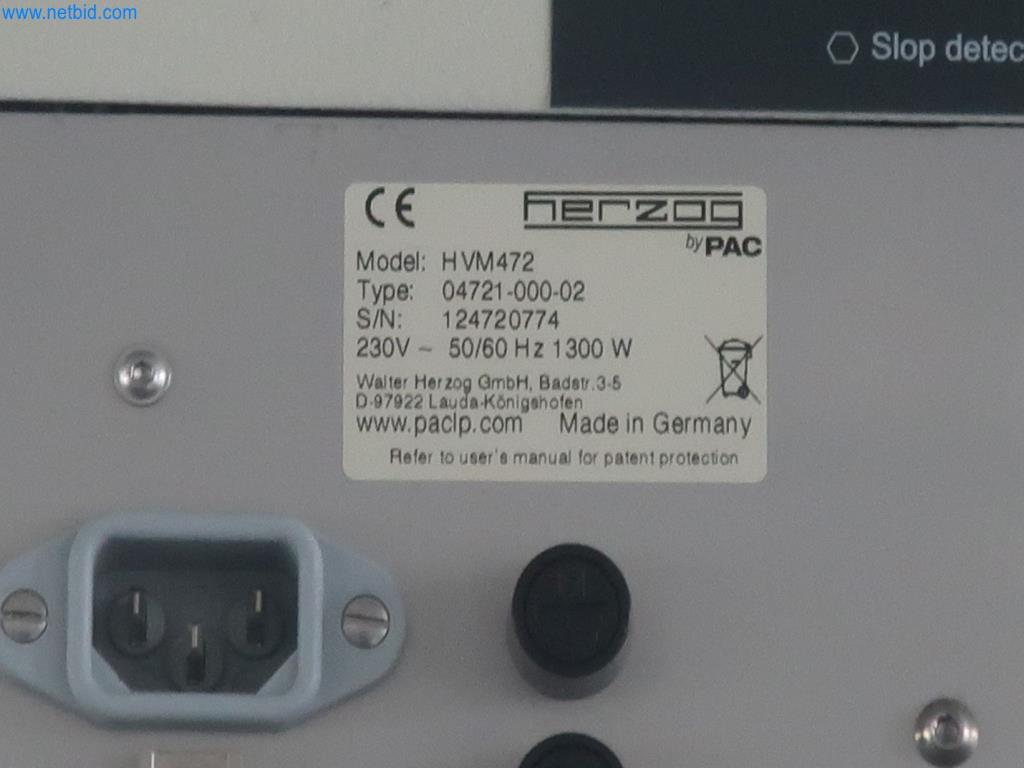 www.netbid.com
Slop detec
CE
herzog
by PAC
Model: HVM472
Type: 04721-000-02
S/N: 124720774
230V ~ 50/60 Hz 1300 W
Walter Herzog GmbH, Badstr.3-5
D-97922 Lauda-Königshofen
www.paclp.com Made in Germany
Refer to user's manual for patent protection